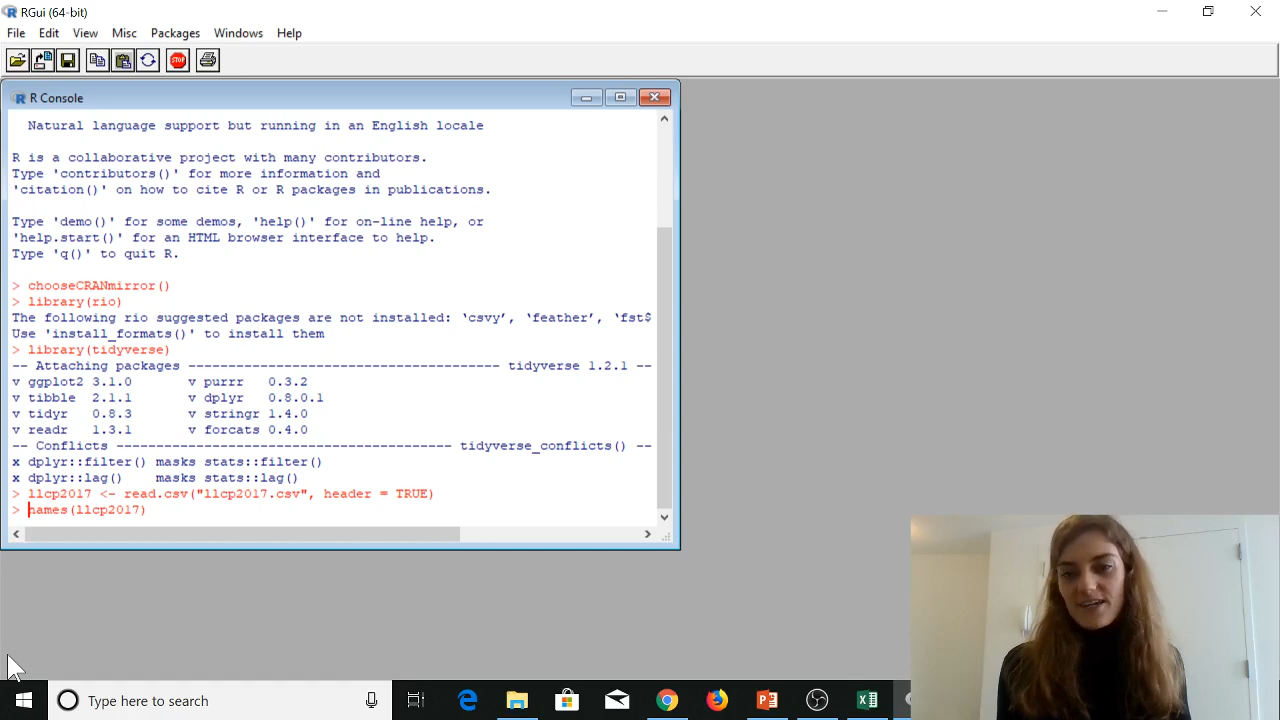 RGui (64-bit)
File Edit View Misc Packages Windows Help
STOP
R Console
Natural language support but running in an English locale
R is a collaborative project with many contributors.
Type 'contributors()' for more information and
'citation()' on how to cite R or R packages in publications.
Type 'demo()' for some demos, 'help()' for on-line help, or
'help.start()' for an HTML browser interface to help.
Type 'q()' to quit R.
> chooseCRANmirror()
> library(rio)
The following rio suggested packages are not installed: ‘csvy’, ‘feather’, ‘fst$
Use 'install_formats()' to install them
> library(tidyverse)
-- Attaching packages --------------------------------------- tidyverse 1.2.1 --
v ggplot2 3.1.0 v purrr 0.3.2
v tibble 2.1.1 v dplyr 0.8.0.1
v tidyr 0.8.3 v stringr 1.4.0
v readr 1.3.1 v forcats 0.4.0
-- Conflicts ------------------------------------------ tidyverse_conflicts() --
x dplyr::filter() masks stats::filter()
x dplyr::lag() masks stats::lag()
> llcp2017 <- read.csv("llcp2017.csv", header = TRUE)
> names(llcp2017)
Type here to search